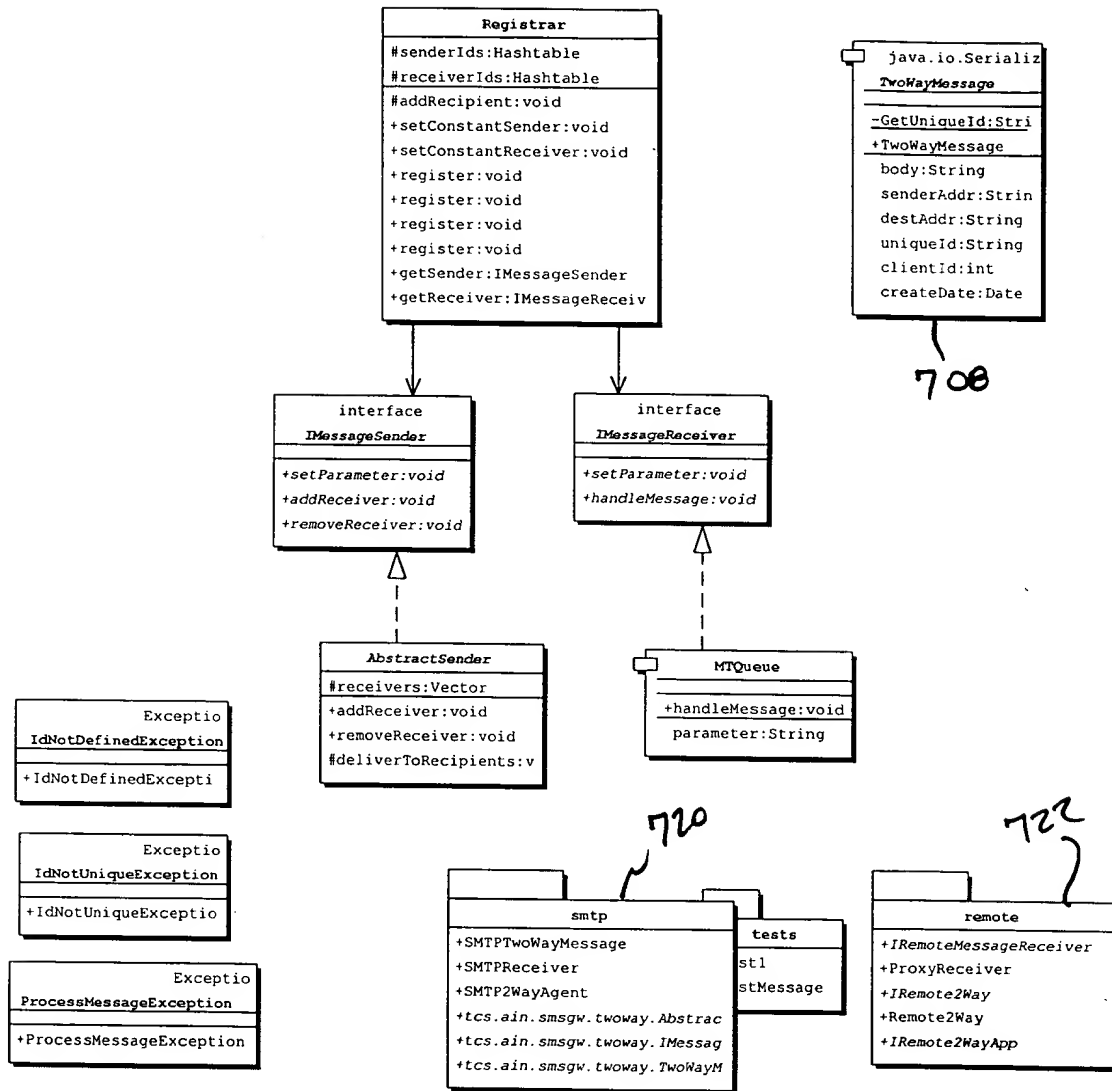 Registrar
#senderIds:Hashtable
#receiverIds:Hashtable
#addRecipient:void
+setConstantSender:void
+setConstantReceiver:void
+register:void
+register:void
+register:void
+register:void
+getSender:IMessageSender
+getReceiver:IMessageReceiv
java.io.Serializ
TwoWayMessage
-GetUniqueId:Stri
+TwoWayMessage
body:String
senderAddr:Strin
destAddr:String
uniqueId:String
clientId:int
createDate:Date
708
interface
IMessageSender
+setParameter:void
+addReceiver:void
+removeReceiver:void
interface
IMessageReceiver
+setParameter:void
+handleMessage:void
AbstractSender
#receivers:Vector
+addReceiver:void
+removeReceiver:void
#deliverToRecipients:v
MTQueue
+handleMessage:void
parameter:String
Exceptio
IdNotDefinedException
+IdNotDefinedExcepti
Exceptio
IdNotUniqueException
+IdNotUniqueExceptio
Exceptio
ProcessMessageException
+ProcessMessageException
720
smtp
+SMTPTwoWayMessage
+SMTPReceiver
+SMTP2WayAgent
+tcs.ain.smsgw.twoway.Abstrac
+tcs.ain.smsgw.twoway.IMessag
+tcs.ain.smsgw.twoway.TwoWayM
tests
st1
stMessage
722
remote
+IRemoteMessageReceiver
+ProxyReceiver
+IRemote2Way
+Remote2Way
+IRemote2WayApp